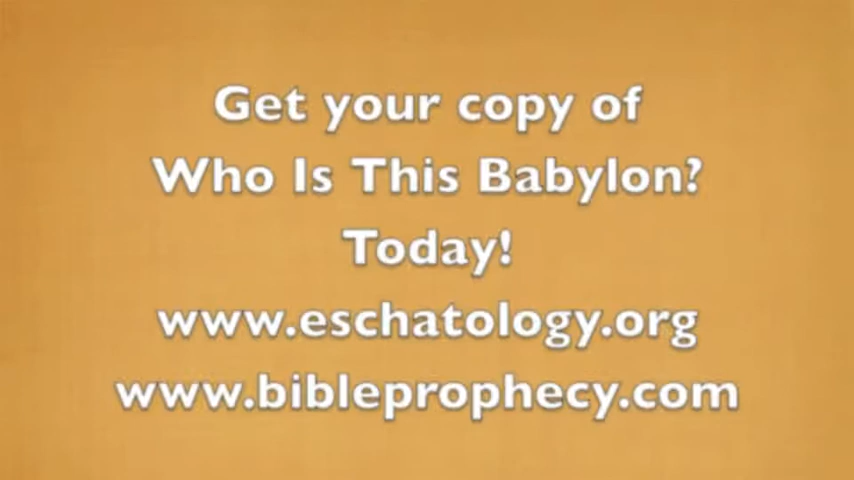 Get your copy of
Who Is This Babylon?
Today!
www.eschatology.org
www.bibleprophecy.com